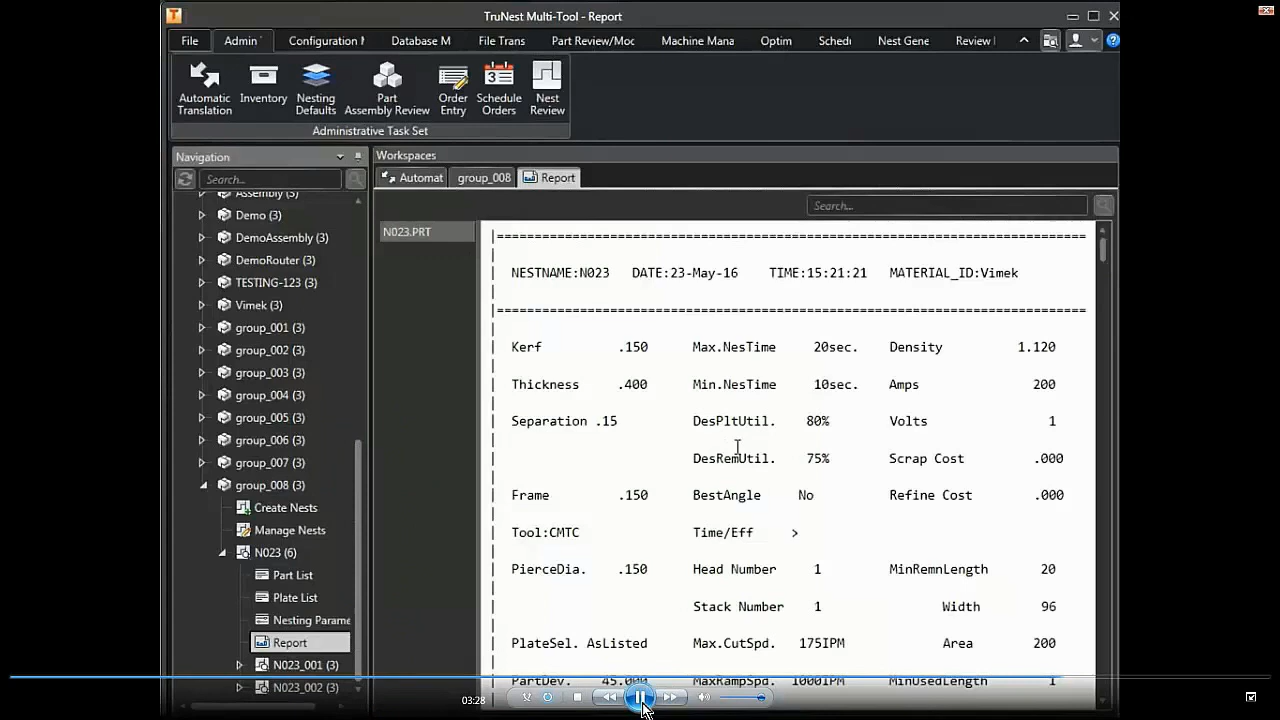 TruNest Multi-Tool - Report
File Admin Configuration M Database M File Trans Part Review/Moc Machine Mana Optim Schedi Nest Gene Review
Automatic Translation
Inventory
Nesting Defaults
Part Assembly Review
Order Entry
3
Schedule Orders
Nest Review
Administrative Task Set
Navigation
Search...
Assembly (3)
Demo (3)
DemoAssembly (3)
DemoRouter (3)
TESTING-123 (3)
Vimek (3)
group_001 (3)
group_002 (3)
group_003 (3)
group_004 (3)
group_005 (3)
group_006 (3)
group_007 (3)
group_008 (3)
Create Nests
Manage Nests
N023 (6)
Part List
Plate List
Nesting Parame
Report
N023_001 (3)
N023_002 (3)
Workspaces
Automat group_008 Report
Search...
N023.PRT
NESTNAME:N023 DATE:23-May-16 TIME:15:21:21 MATERIAL_ID:Vimek
Kerf .150 Max.NesTime 20sec. Density 1.120
Thickness .400 Min.NesTime 10sec. Amps 200
Separation .15 DesPltUtil. 80% Volts 1
DesRemUtil. 75% Scrap Cost .000
Frame .150 BestAngle No Refine Cost .000
Tool:CMTC Time/Eff >
PierceDia. .150 Head Number 1 MinRemnLength 20
Stack Number 1 Width 96
PlateSel. AsListed Max.CutSpd. 175IPM Area 200
PartDev. 45.000 MaxRampSpd. 1000IPM MinUsedLength 1
03:28